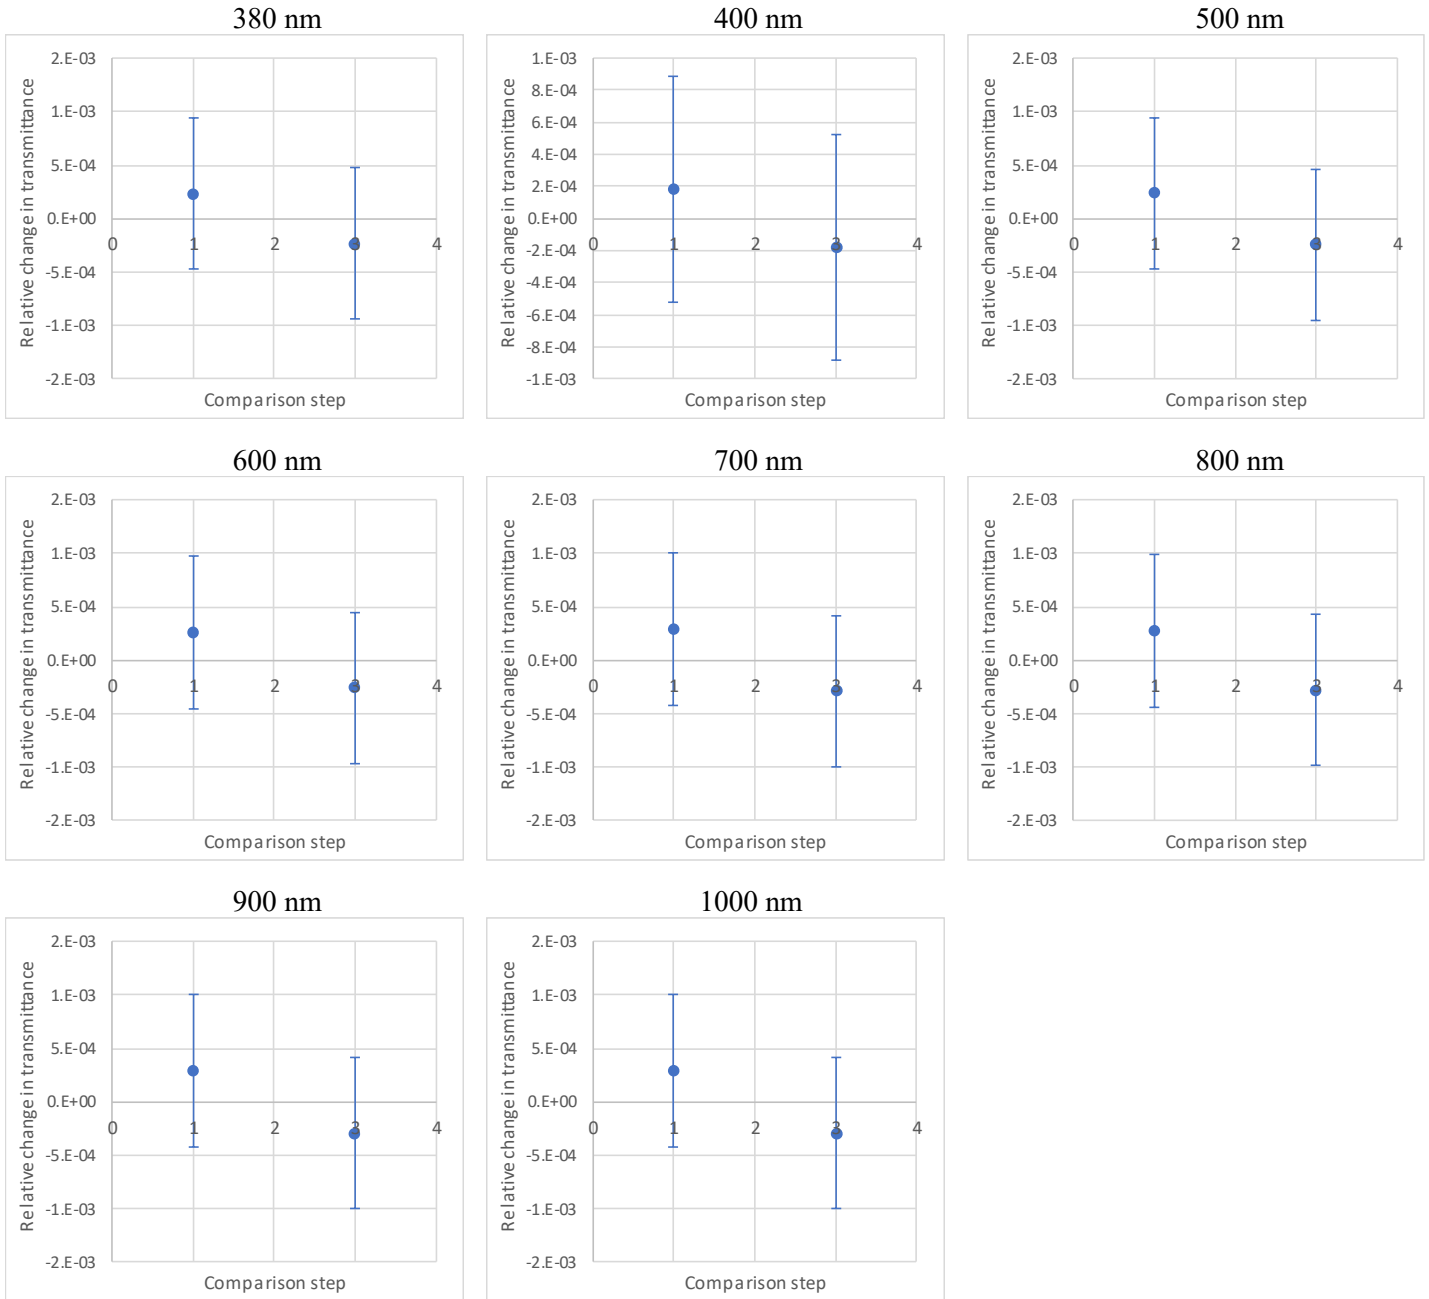 380 nm
2.E-03
1.E-03
5.E-04
0.E+00
-5.E-04
-1.E-03
-2.E-03
0 1 2 3 4
Relative change in transmittance
Comparison step
400 nm
1.E-03
8.E-04
6.E-04
4.E-04
2.E-04
0.E+00
-2.E-04
-4.E-04
-6.E-04
-8.E-04
-1.E-03
0 1 2 3 4
Relative change in transmittance
Comparison step
500 nm
2.E-03
1.E-03
5.E-04
0.E+00
-5.E-04
-1.E-03
-2.E-03
0 1 2 3 4
Relative change in transmittance
Comparison step
600 nm
2.E-03
1.E-03
5.E-04
0.E+00
-5.E-04
-1.E-03
-2.E-03
0 1 2 3 4
Relative change in transmittance
Comparison step
700 nm
2.E-03
1.E-03
5.E-04
0.E+00
-5.E-04
-1.E-03
-2.E-03
0 1 2 3 4
Relative change in transmittance
Comparison step
800 nm
2.E-03
1.E-03
5.E-04
0.E+00
-5.E-04
-1.E-03
-2.E-03
0 1 2 3 4
Relative change in transmittance
Comparison step
900 nm
2.E-03
1.E-03
5.E-04
0.E+00
-5.E-04
-1.E-03
-2.E-03
0 1 2 3 4
Relative change in transmittance
Comparison step
1000 nm
2.E-03
1.E-03
5.E-04
0.E+00
-5.E-04
-1.E-03
-2.E-03
0 1 2 3 4
Relative change in transmittance
Comparison step